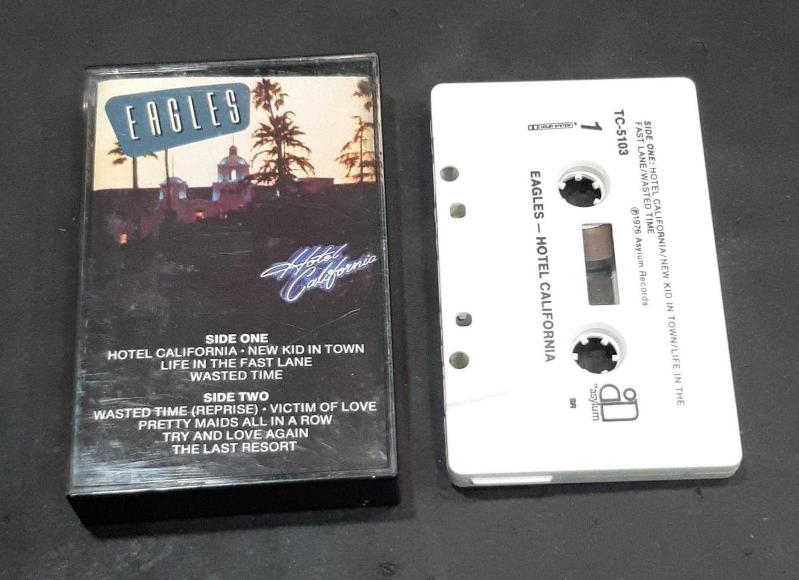 EAGLES
Hotel
California
SIDE ONE
HOTEL CALIFORNIA • NEW KID IN TOWN
LIFE IN THE FAST LANE
WASTED TIME
SIDE TWO
WASTED TIME (REPRISE) • VICTIM OF LOVE
PRETTY MAIDS ALL IN A ROW
TRY AND LOVE AGAIN
THE LAST RESORT
TC-5103
SIDE ONE: HOTEL CALIFORNIA/NEW KID IN TOWN/LIFE IN THE
FAST LANE/WASTED TIME
℗1976 Asylum Records
1
DOLBY SYSTEM
EAGLES – HOTEL CALIFORNIA
asylum
SR